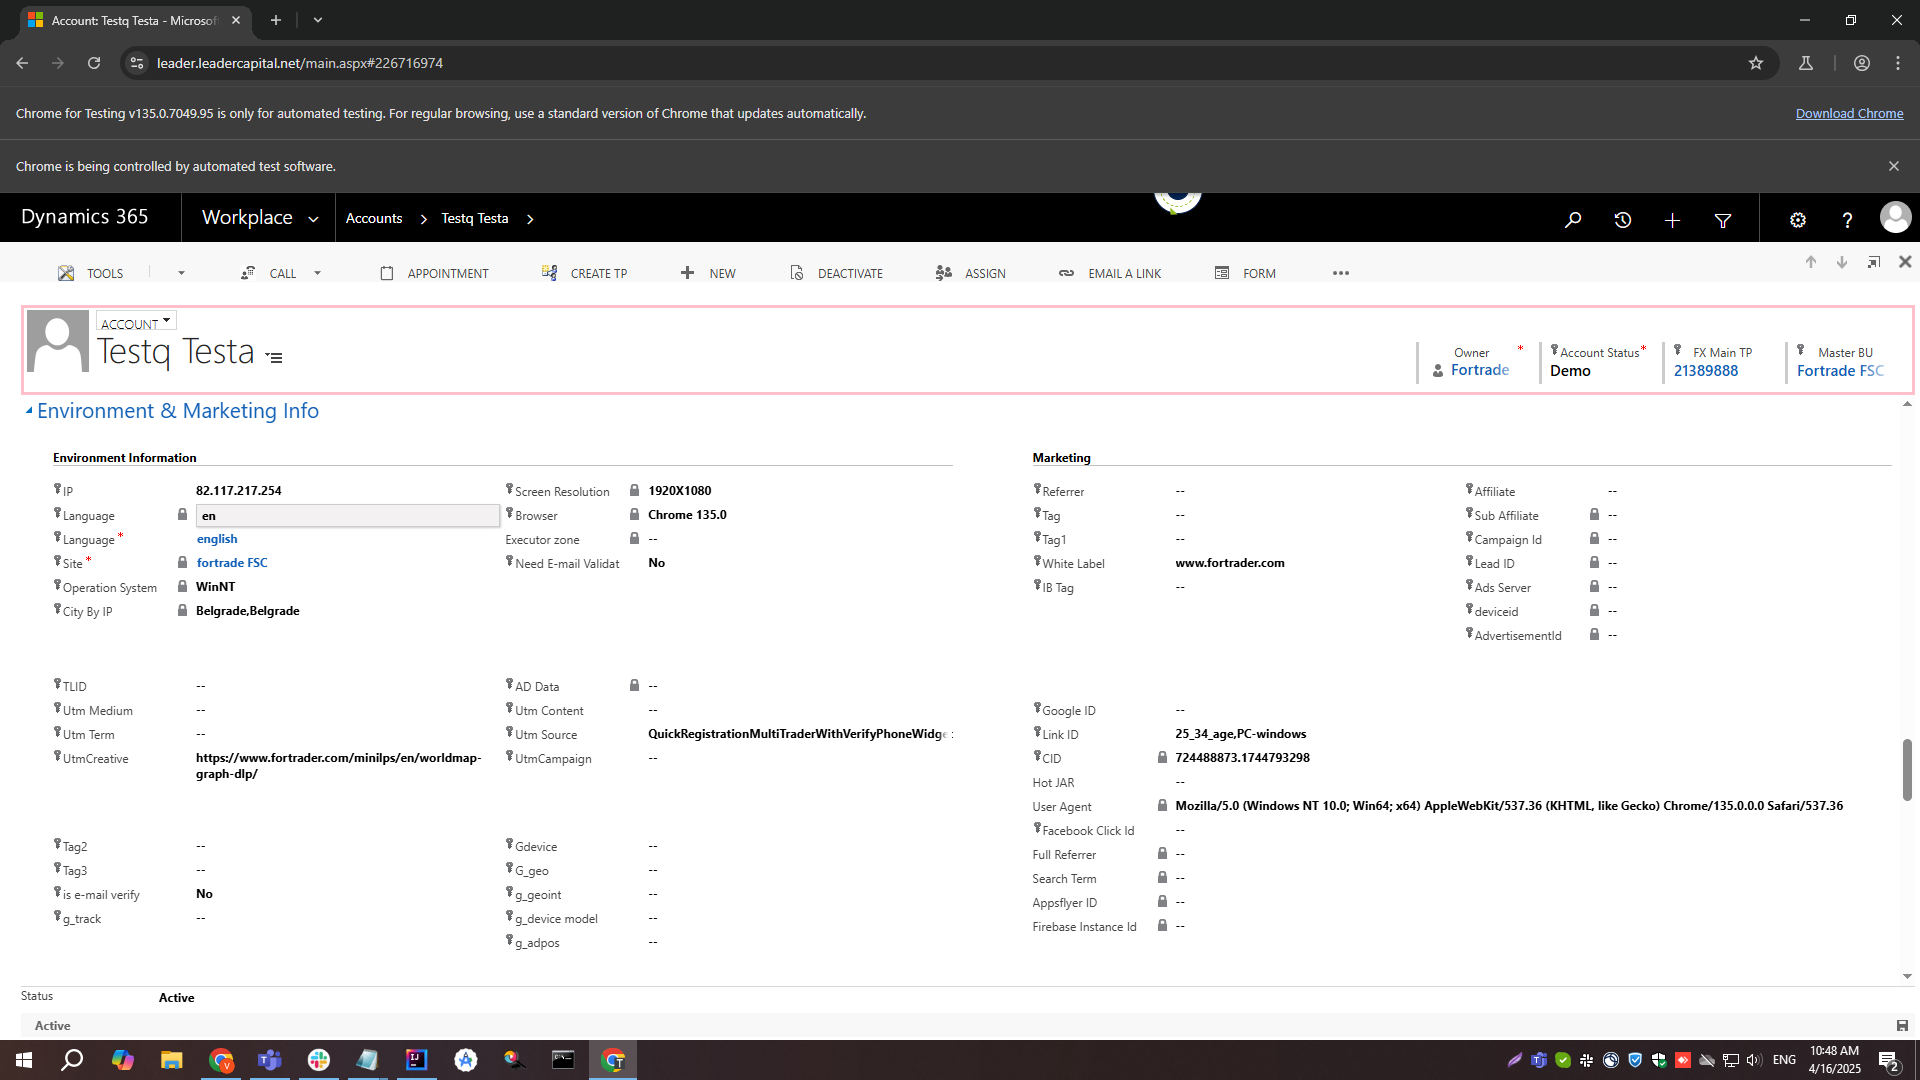 Account: Testq Testa - Microsof
leader.leadercapital.net/main.aspx#226716974
Chrome for Testing v135.0.7049.95 is only for automated testing. For regular browsing, use a standard version of Chrome that updates automatically.
Download Chrome
Chrome is being controlled by automated test software.
Dynamics 365
Workplace
Accounts
Testq Testa
TOOLS
CALL
APPOINTMENT
CREATE TP
NEW
DEACTIVATE
ASSIGN
EMAIL A LINK
FORM
ACCOUNT
Testq Testa
Owner *
Fortrade
Account Status *
Demo
FX Main TP
21389888
Master BU
Fortrade FSC
Environment & Marketing Info
Environment Information
IP 82.117.217.254
Language en
Language * english
Site * fortrade FSC
Operation System WinNT
City By IP Belgrade,Belgrade
Screen Resolution 1920X1080
Browser Chrome 135.0
Executor zone --
Need E-mail Validat No
TLID --
Utm Medium --
Utm Term --
UtmCreative https://www.fortrader.com/minilps/en/worldmap-
graph-dlp/
AD Data --
Utm Content --
Utm Source QuickRegistrationMultiTraderWithVerifyPhoneWidge
UtmCampaign --
Tag2 --
Tag3 --
is e-mail verify No
g_track --
Gdevice --
G_geo --
g_geoint --
g_device model --
g_adpos --
Marketing
Referrer --
Tag --
Tag1 --
White Label www.fortrader.com
IB Tag --
Affiliate --
Sub Affiliate --
Campaign Id --
Lead ID --
Ads Server --
deviceid --
AdvertisementId --
Google ID --
Link ID 25_34_age,PC-windows
CID 724488873.1744793298
Hot JAR --
User Agent Mozilla/5.0 (Windows NT 10.0; Win64; x64) AppleWebKit/537.36 (KHTML, like Gecko) Chrome/135.0.0.0 Safari/537.36
Facebook Click Id --
Full Referrer --
Search Term --
Appsflyer ID --
Firebase Instance Id --
Status Active
Active
ENG
10:48 AM
4/16/2025
2